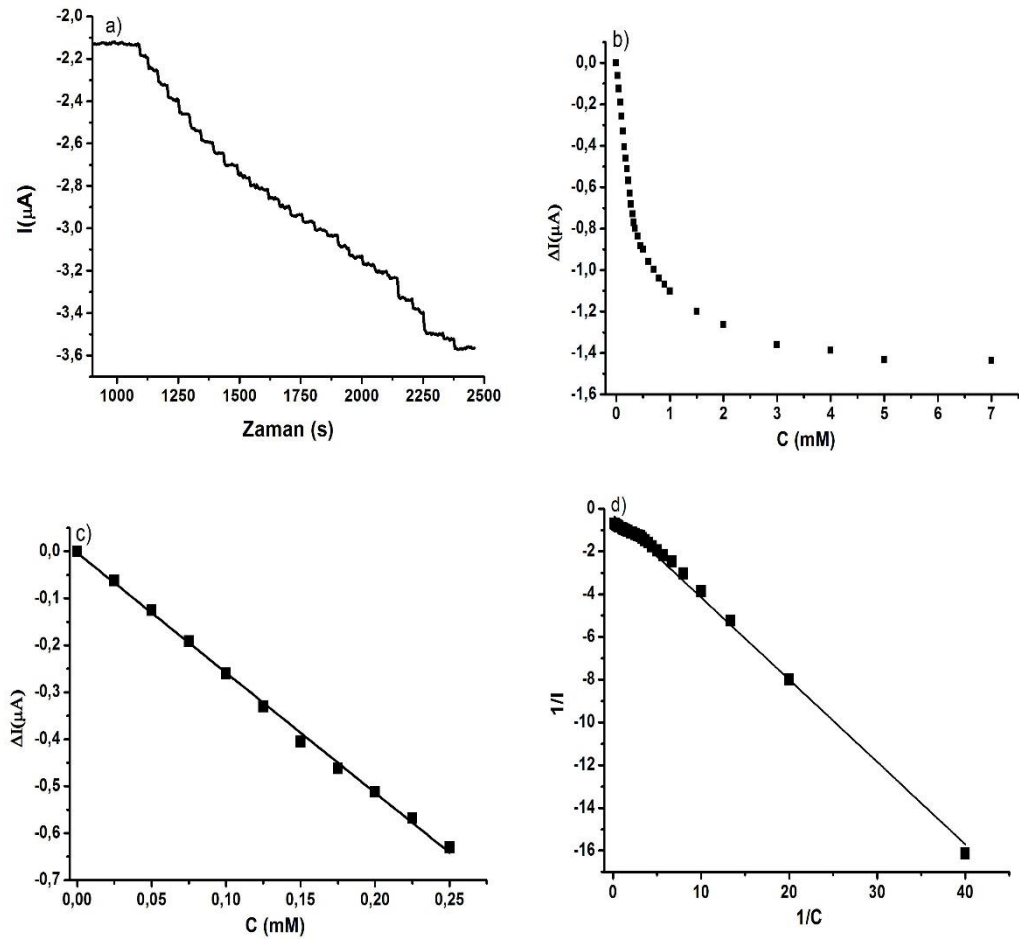 a)
-2,0
-2,2
-2,4
-2,6
-2,8
-3,0
-3,2
-3,4
-3,6
I(μA)
1000 1250 1500 1750 2000 2250 2500
Zaman (s)
b)
0,0
-0,2
-0,4
-0,6
-0,8
-1,0
-1,2
-1,4
-1,6
ΔI(μA)
0 1 2 3 4 5 6 7
C (mM)
c)
0,0
-0,1
-0,2
-0,3
-0,4
-0,5
-0,6
-0,7
ΔI(μA)
0,00 0,05 0,10 0,15 0,20 0,25
C (mM)
d)
0
-2
-4
-6
-8
-10
-12
-14
-16
1/I
0 10 20 30 40
1/C